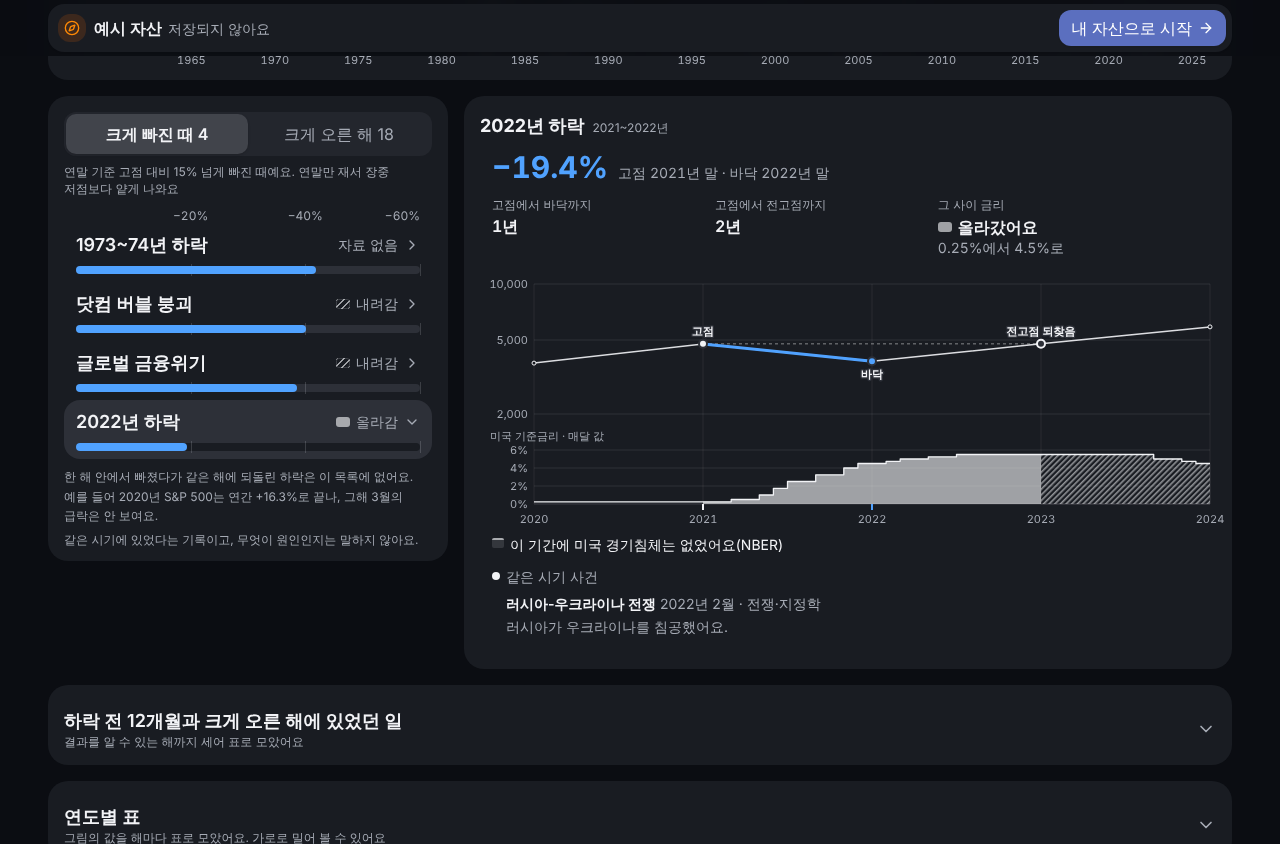 예시 자산 저장되지 않아요
내 자산으로 시작 →
1965 1970 1975 1980 1985 1990 1995 2000 2005 2010 2015 2020 2025
크게 빠진 때 4
크게 오른 해 18
연말 기준 고점 대비 15% 넘게 빠진 때예요. 연말만 재서 장중
저점보다 얕게 나와요
−20% −40% −60%
1973~74년 하락 자료 없음
닷컴 버블 붕괴 내려감
글로벌 금융위기 내려감
2022년 하락 올라감
한 해 안에서 빠졌다가 같은 해에 되돌린 하락은 이 목록에 없어요.
예를 들어 2020년 S&P 500는 연간 +16.3%로 끝나, 그해 3월의
급락은 안 보여요.
같은 시기에 있었다는 기록이고, 무엇이 원인인지는 말하지 않아요.
2022년 하락 2021~2022년
−19.4% 고점 2021년 말 · 바닥 2022년 말
고점에서 바닥까지
1년
고점에서 전고점까지
2년
그 사이 금리
올라갔어요
0.25%에서 4.5%로
10,000
5,000
2,000
고점
바닥
전고점 되찾음
미국 기준금리 · 매달 값
6%
4%
2%
0%
2020 2021 2022 2023 2024
이 기간에 미국 경기침체는 없었어요(NBER)
같은 시기 사건
러시아-우크라이나 전쟁 2022년 2월 · 전쟁·지정학
러시아가 우크라이나를 침공했어요.
하락 전 12개월과 크게 오른 해에 있었던 일
결과를 알 수 있는 해까지 세어 표로 모았어요
연도별 표
그림의 값을 해마다 표로 모았어요. 가로로 밀어 볼 수 있어요